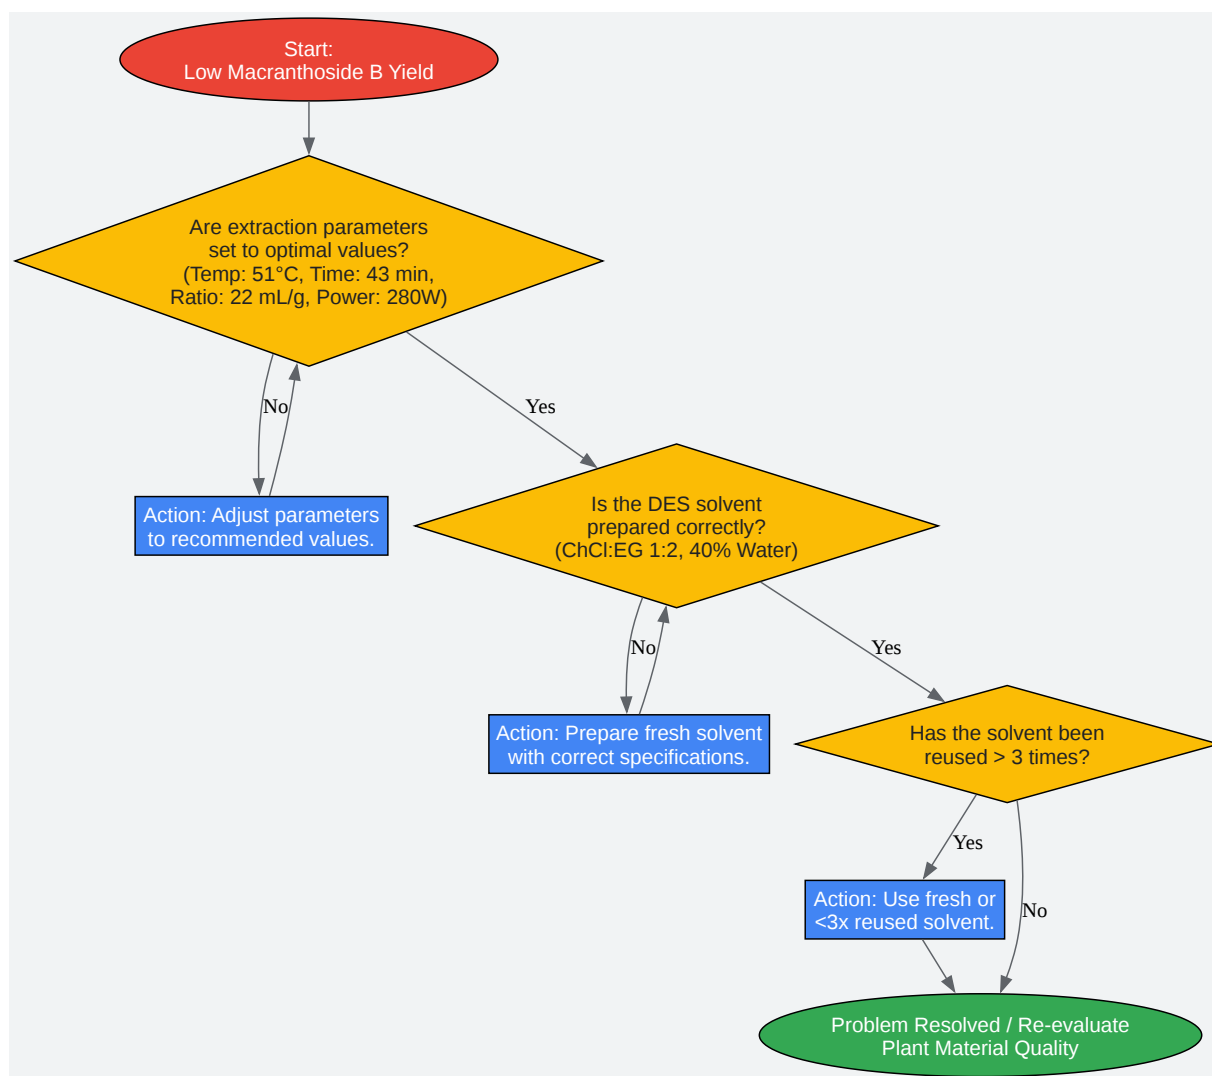 Start:
Low Macranthoside B Yield
Are extraction parameters
set to optimal values?
(Temp: 51°C, Time: 43 min,
Ratio: 22 mL/g, Power: 280W)
No
Yes
Action: Adjust parameters
to recommended values.
Is the DES solvent
prepared correctly?
(ChCl:EG 1:2, 40% Water)
No
Yes
Action: Prepare fresh solvent
with correct specifications.
Has the solvent been
reused > 3 times?
Yes
No
Action: Use fresh or
<3x reused solvent.
Problem Resolved / Re-evaluate
Plant Material Quality